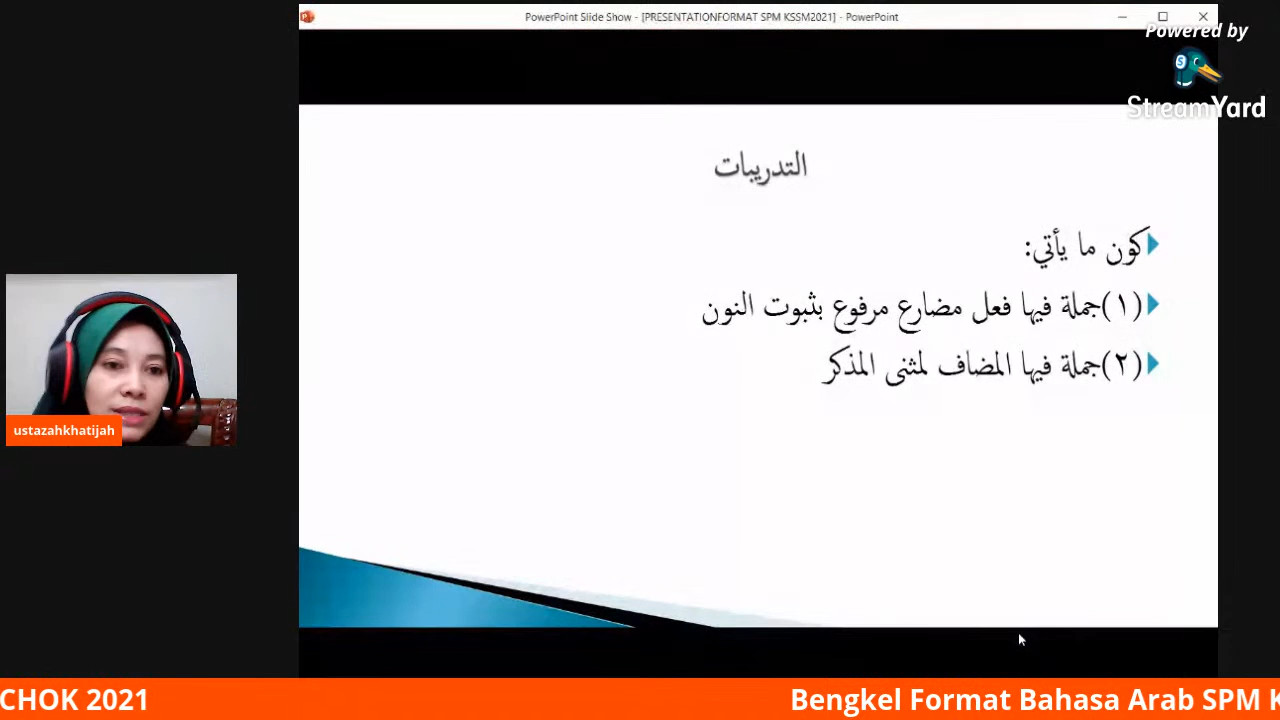 PowerPoint Slide Show - [PRESENTATIONFORMAT SPM KSSM2021] - PowerPoint
Powered by
StreamYard
التدريبات
كون ما يأتي:
(١)جملة فيها فعل مضارع مرفوع بثبوت النون
(٢)جملة فيها المضاف لمثنى المذكر
ustazahkhatijah
CHOK 2021
Bengkel Format Bahasa Arab SPM K